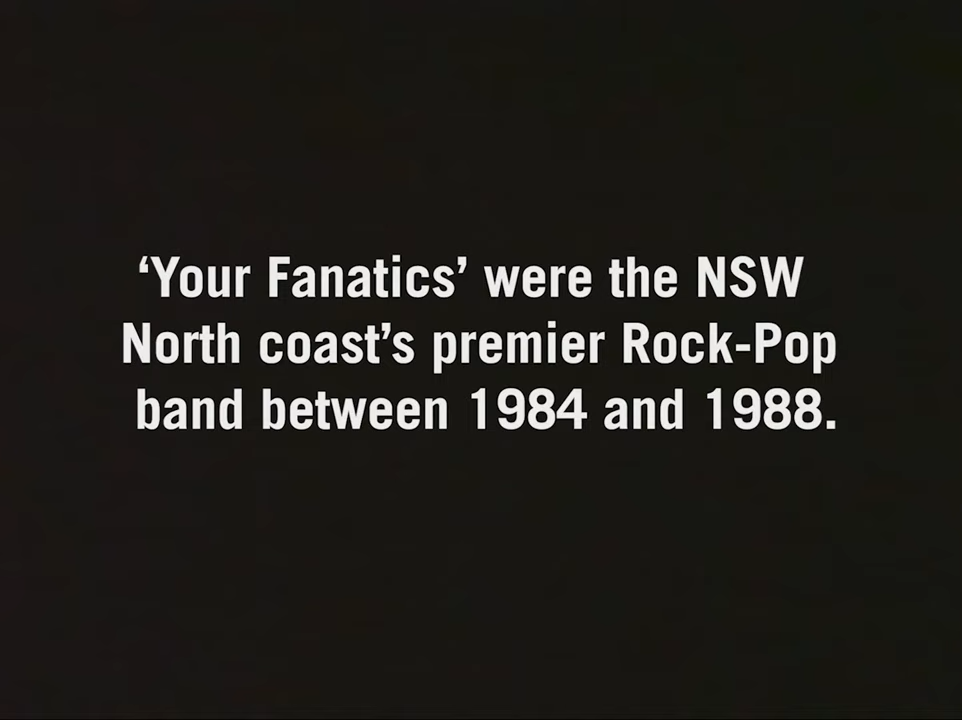 ‘Your Fanatics’ were the NSW
North coast’s premier Rock-Pop
band between 1984 and 1988.